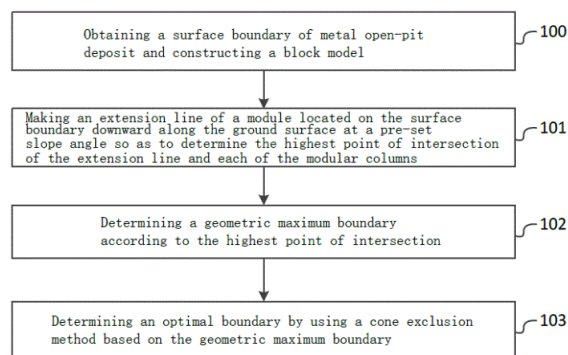 Obtaining a surface boundary of metal open-pit
deposit and constructing a block model
100
Making an extension line of a module located on the surface
boundary downward along the ground surface at a pre-set
slope angle so as to determine the highest point of intersection
of the extension line and each of the modular columns
101
Determining a geometric maximum boundary
according to the highest point of intersection
102
Determining an optimal boundary by using a cone exclusion
method based on the geometric maximum boundary
103